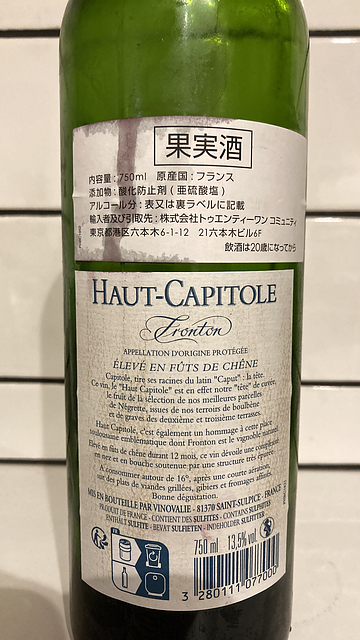 果実酒
内容量:750ml 原産国:フランス
添加物:酸化防止剤(亜硫酸塩)
アルコール分:表又は裏ラベルに記載
輸入者及び引取先:株式会社トゥエンティーワン コミュニティ
東京都港区六本木6-1-12 21六本木ビル6F
飲酒は20歳になってから
HAUT-CAPITOLE
Fronton
APPELLATION D'ORIGINE PROTÉGÉE
ÉLEVÉ EN FÛTS DE CHÊNE
Capitole, tire ses racines du latin "Caput" : la tête.
Ce vin, le "Haut Capitole" est en effet notre "tête" de cuvée,
le fruit de la sélection de nos meilleures parcelles
de Négrette, issues de nos terroirs de boulbène
et de graves des deuxième et troisième terrasses.
Haut Capitole, c'est également un hommage à cette place
toulousaine emblématique dont Fronton est le vignoble naturel.
Elevé en fûts de chêne durant 12 mois, ce vin dévoile une
en nez et en bouche soutenue par une structure très épurée.
A consommer autour de 16°, après une courte aération,
sur des plats de viandes grillées, gibiers et fromages affinés.
Bonne dégustation.
MIS EN BOUTEILLE PAR VINOVALIE - 81370 SAINT-SULPICE - FRANCE
PRODUIT DE FRANCE - CONTIENT DES SULFITES - CONTAINS SULPHITES
ENTHÄLT SULFITE - BEVAT SULFIETEN - INDEHOLDER SULFITTER
FR
750 ml 13,5% vol.
3 280111 077000